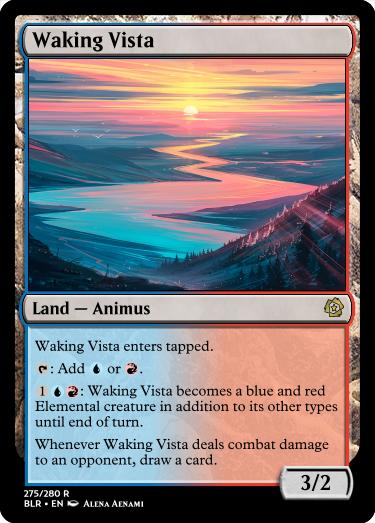 Waking Vista
Land — Animus
Waking Vista enters tapped.
: Add or .
1 : Waking Vista becomes a blue and red
Elemental creature in addition to its other types
until end of turn.
Whenever Waking Vista deals combat damage
to an opponent, draw a card.
3/2
275/280 R
BLR • EN Alena Aenami